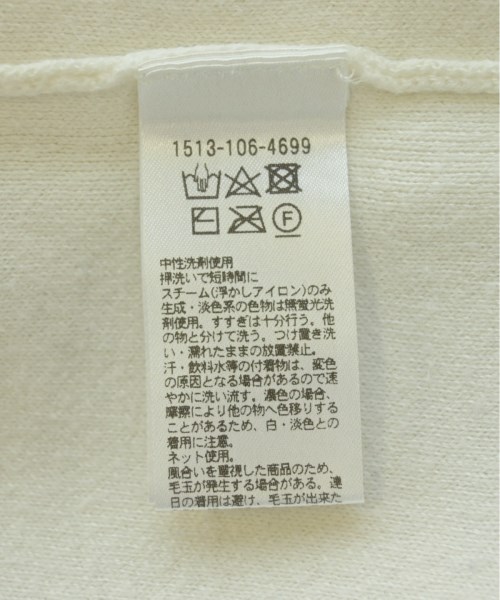 1513-106-4699
F
中性洗剤使用
押洗いで短時間に
スチーム(浮かしアイロン)のみ
生成・淡色系の色物は無蛍光洗
剤使用。すすぎは十分行う。他
の物と分けて洗う。つけ置き洗
い・濡れたままの放置禁止。
汗・飲料水等の付着物は、変色
の原因となる場合があるので速
やかに洗い流す。濃色の場合、
摩擦により他の物へ色移りする
ことがあるため、白・淡色との
着用に注意。
ネット使用。
風合いを重視した商品のため、
毛玉が発生する場合がある。連
日の着用は避け、毛玉が出来た